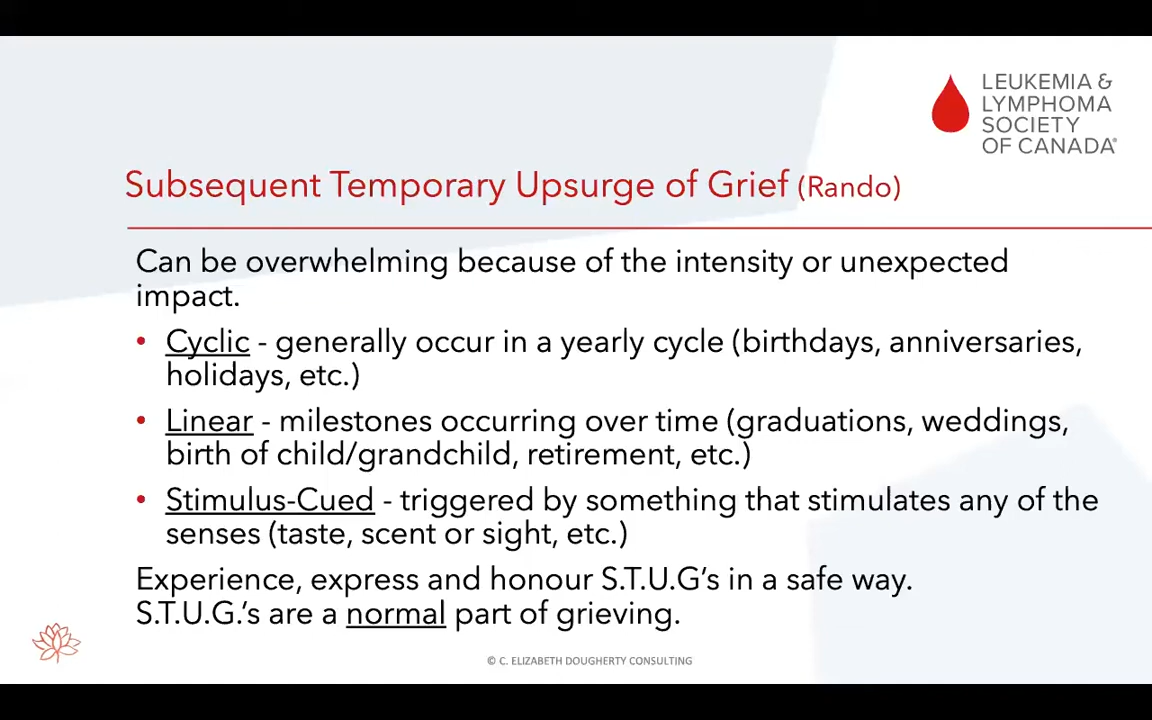 LEUKEMIA &
LYMPHOMA
SOCIETY
OF CANADA®
Subsequent Temporary Upsurge of Grief (Rando)
Can be overwhelming because of the intensity or unexpected
impact.
• Cyclic - generally occur in a yearly cycle (birthdays, anniversaries,
holidays, etc.)
• Linear - milestones occurring over time (graduations, weddings,
birth of child/grandchild, retirement, etc.)
• Stimulus-Cued - triggered by something that stimulates any of the
senses (taste, scent or sight, etc.)
Experience, express and honour S.T.U.G’s in a safe way.
S.T.U.G.’s are a normal part of grieving.
© C. ELIZABETH DOUGHERTY CONSULTING